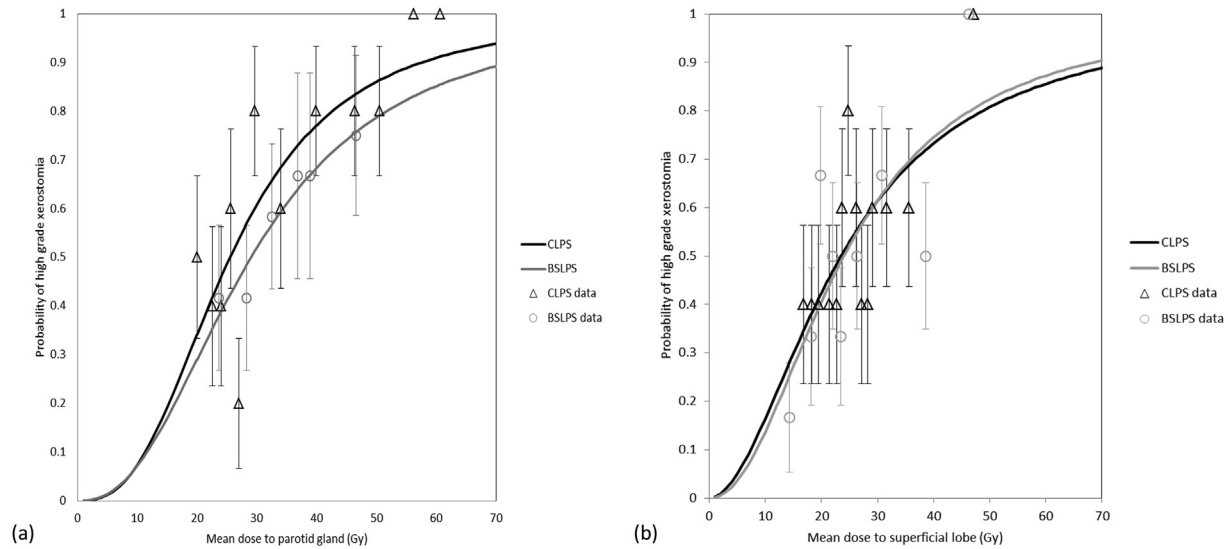 1
0.9
0.8
0.7
0.6
0.5
0.4
0.3
0.2
0.1
0
Probability of high grade xerostomia
0 10 20 30 40 50 60 70
Mean dose to parotid gland (Gy)
CLPS
BSLPS
CLPS data
BSLPS data
(a)
1
0.9
0.8
0.7
0.6
0.5
0.4
0.3
0.2
0.1
0
Probability of high grade xerostomia
0 10 20 30 40 50 60 70
Mean dose to superficial lobe (Gy)
CLPS
BSLPS
CLPS data
BSLPS data
(b)